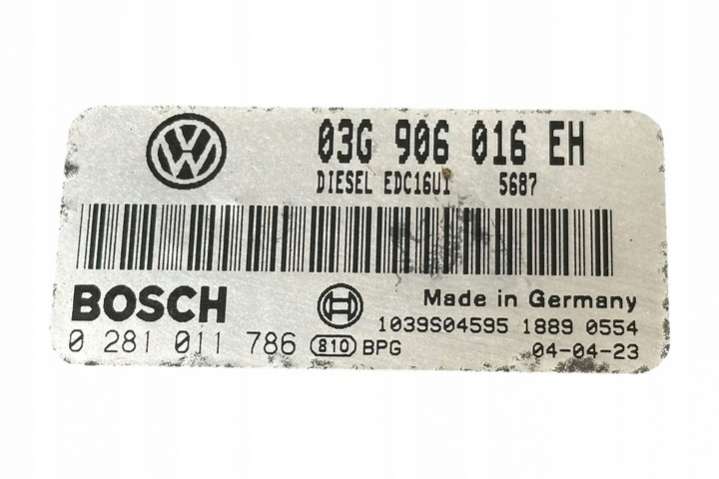 03G 906 016 EH
DIESEL EDC16U1 5687
BOSCH
Made in Germany
1039S04595 1889 0554
0 281 011 786 810 BPG 04-04-23